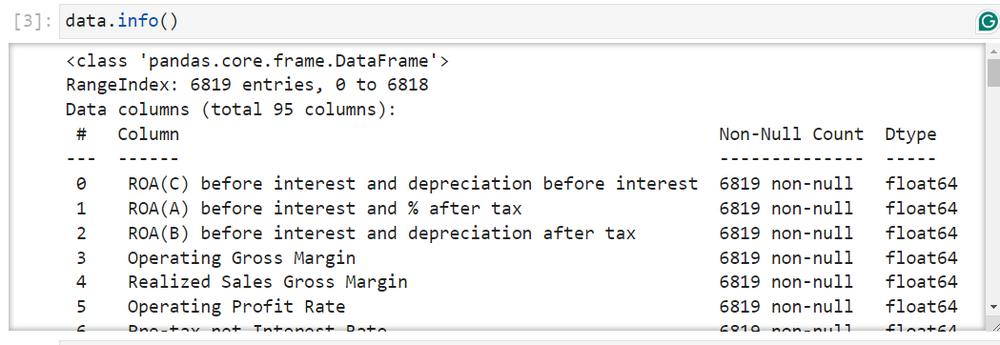 [3]: data.info()
<class 'pandas.core.frame.DataFrame'>
RangeIndex: 6819 entries, 0 to 6818
Data columns (total 95 columns):
# Column Non-Null Count Dtype
--- ------ -------------- -----
0 ROA(C) before interest and depreciation before interest 6819 non-null float64
1 ROA(A) before interest and % after tax 6819 non-null float64
2 ROA(B) before interest and depreciation after tax 6819 non-null float64
3 Operating Gross Margin 6819 non-null float64
4 Realized Sales Gross Margin 6819 non-null float64
5 Operating Profit Rate 6819 non-null float64
6 Pre-tax net Interest Rate 6819 non-null float64